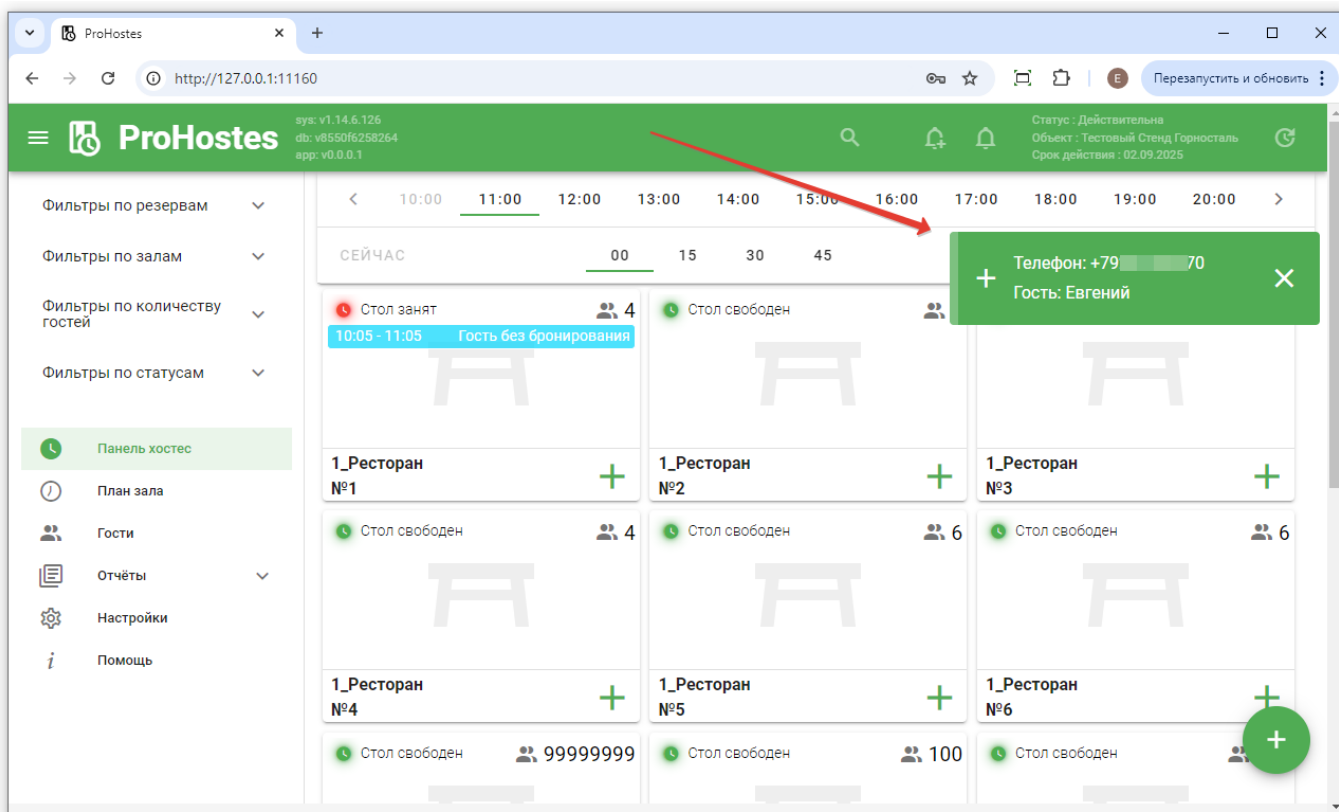 ProHostes
http://127.0.0.1:11160
E
Перезапустить и обновить
ProHostes
sys: v1.14.6.126
db: v8550f6258264
app: v0.0.0.1
Статус : Действительна
Объект : Тестовый Стенд Горносталь
Срок действия : 02.09.2025
Фильтры по резервам
Фильтры по залам
Фильтры по количеству
гостей
Фильтры по статусам
Панель хостес
План зала
Гости
Отчёты
Настройки
i Помощь
10:00 11:00 12:00 13:00 14:00 15:00 16:00 17:00 18:00 19:00 20:00
СЕЙЧАС 00 15 30 45
Телефон: +79 70
Гость: Евгений
Стол занят 4
10:05 - 11:05 Гость без бронирования
1_Ресторан
№1
Стол свободен
1_Ресторан
№2
1_Ресторан
№3
Стол свободен 4
1_Ресторан
№4
Стол свободен 6
1_Ресторан
№5
Стол свободен 6
1_Ресторан
№6
Стол свободен 99999999
Стол свободен 100
Стол свободен